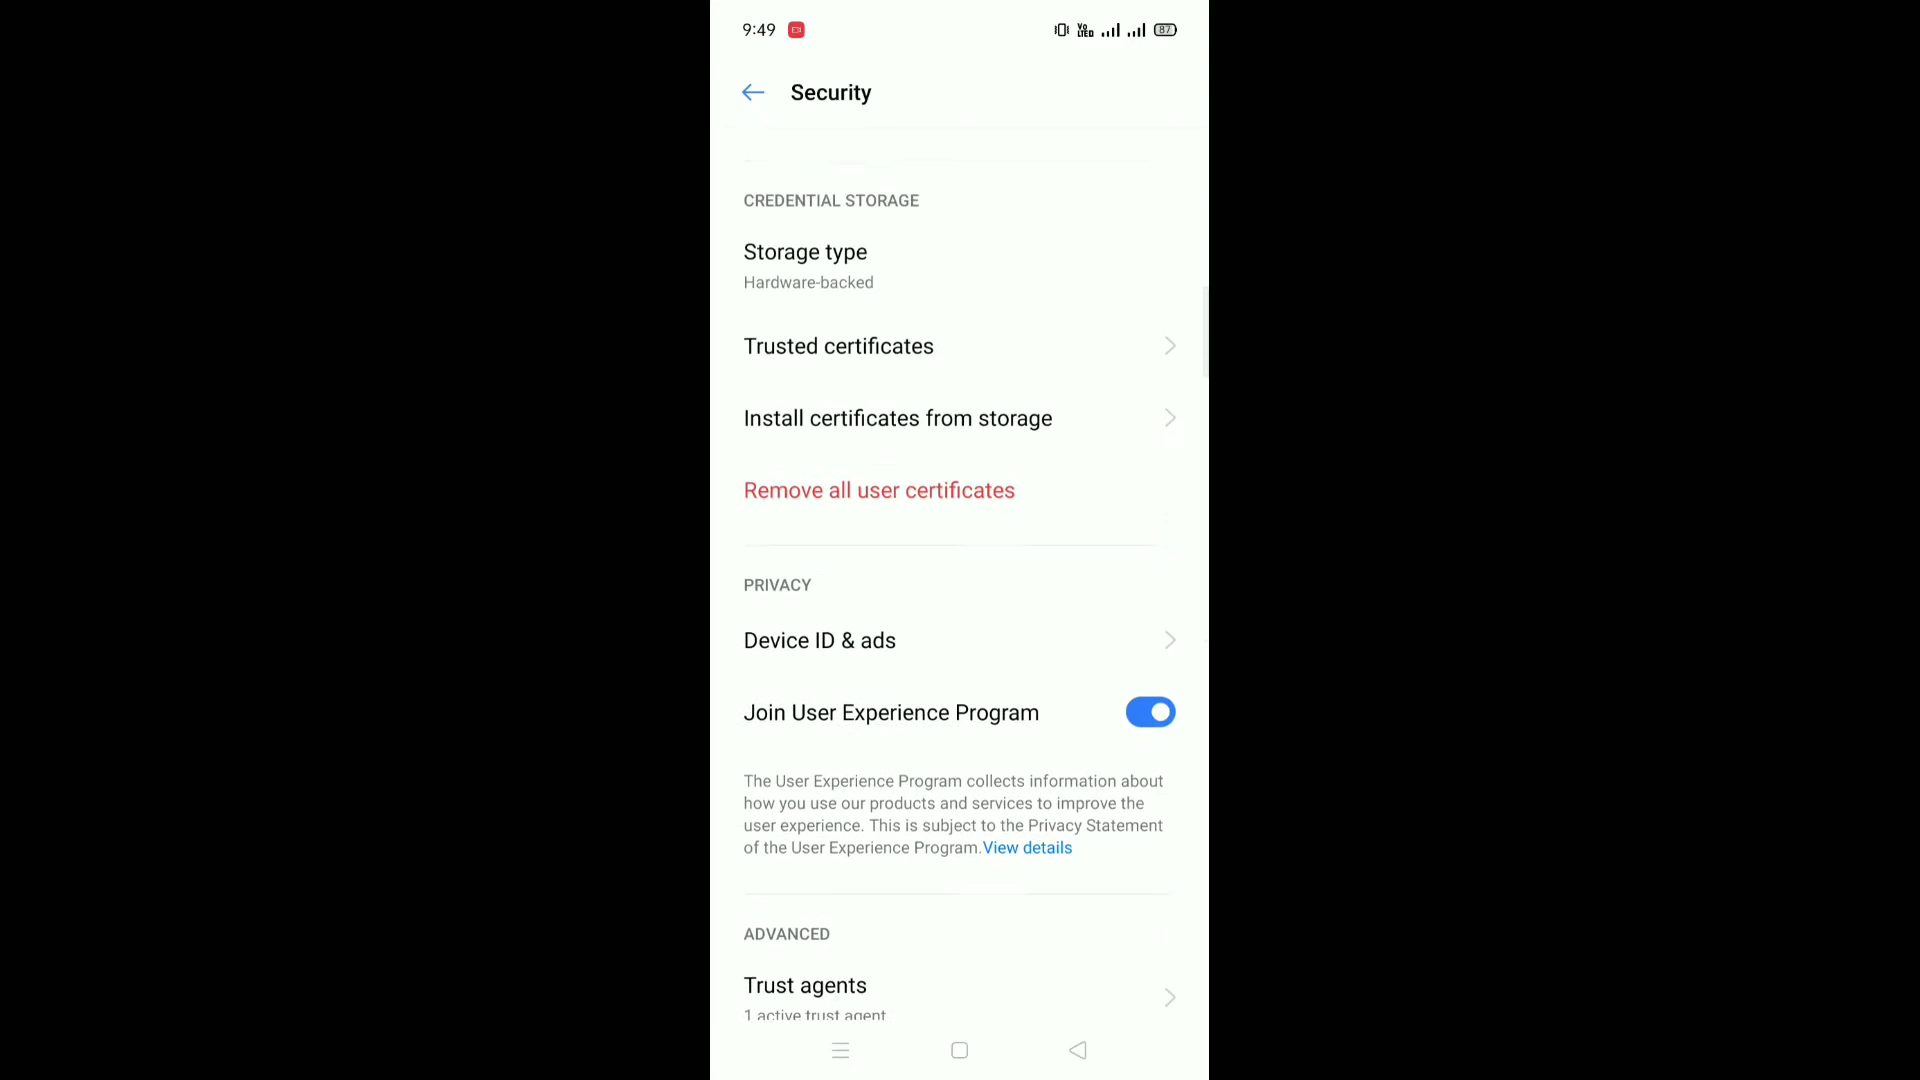 9:49
Vo LTE 87
Security
CREDENTIAL STORAGE
Storage type
Hardware-backed
Trusted certificates
Install certificates from storage
Remove all user certificates
PRIVACY
Device ID & ads
Join User Experience Program
The User Experience Program collects information about
how you use our products and services to improve the
user experience. This is subject to the Privacy Statement
of the User Experience Program.View details
ADVANCED
Trust agents
1 active trust agent